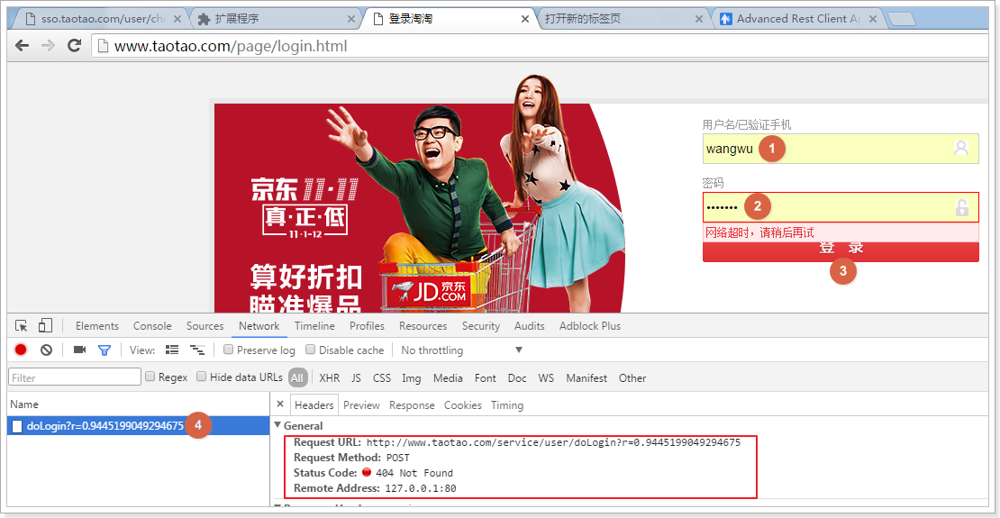 sso.taotao.com/user/che
扩展程序
登录淘淘
打开新的标签页
Advanced Rest Client Ap
www.taotao.com/page/login.html
京东 11·11
真·正·低
11·1-12
算好折扣
瞄准爆品
JD 京东
.COM
用户名/已验证手机
wangwu 1
密码
••••••• 2
网络超时，请稍后再试
登 录
3
Elements Console Sources Network Timeline Profiles Resources Security Audits Adblock Plus
View: Preserve log Disable cache No throttling
Filter Regex Hide data URLs All XHR JS CSS Img Media Font Doc WS Manifest Other
Name
doLogin?r=0.9445199049294675 4
× Headers Preview Response Cookies Timing
General
Request URL: http://www.taotao.com/service/user/doLogin?r=0.9445199049294675
Request Method: POST
Status Code: 404 Not Found
Remote Address: 127.0.0.1:80